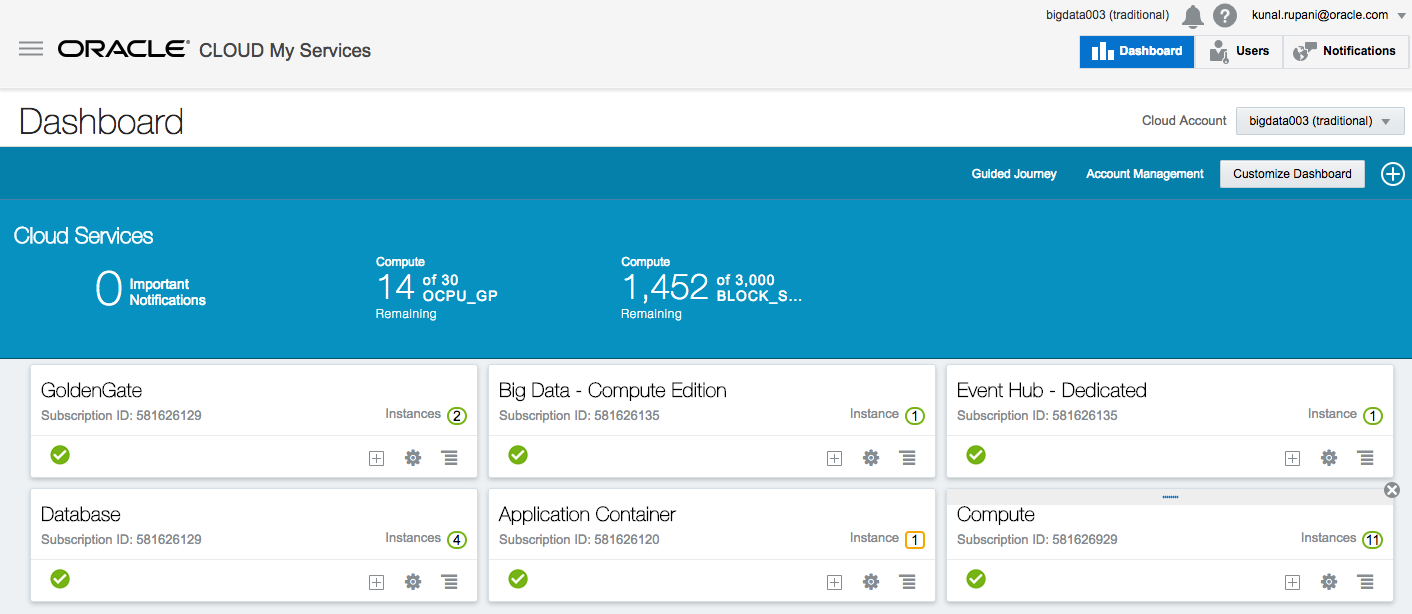 bigdata003 (traditional) ? kunal.rupani@oracle.com
ORACLE® CLOUD My Services
Dashboard Users Notifications
Dashboard
Cloud Account bigdata003 (traditional)
Guided Journey Account Management Customize Dashboard
Cloud Services
0 Important Notifications
Compute
14 of 30 OCPU_GP
Remaining
Compute
1,452 of 3,000 BLOCK_S...
Remaining
GoldenGate
Subscription ID: 581626129 Instances 2
Big Data - Compute Edition
Subscription ID: 581626135 Instance 1
Event Hub - Dedicated
Subscription ID: 581626135 Instance 1
Database
Subscription ID: 581626129 Instances 4
Application Container
Subscription ID: 581626120 Instance 1
Compute
Subscription ID: 581626929 Instances 11